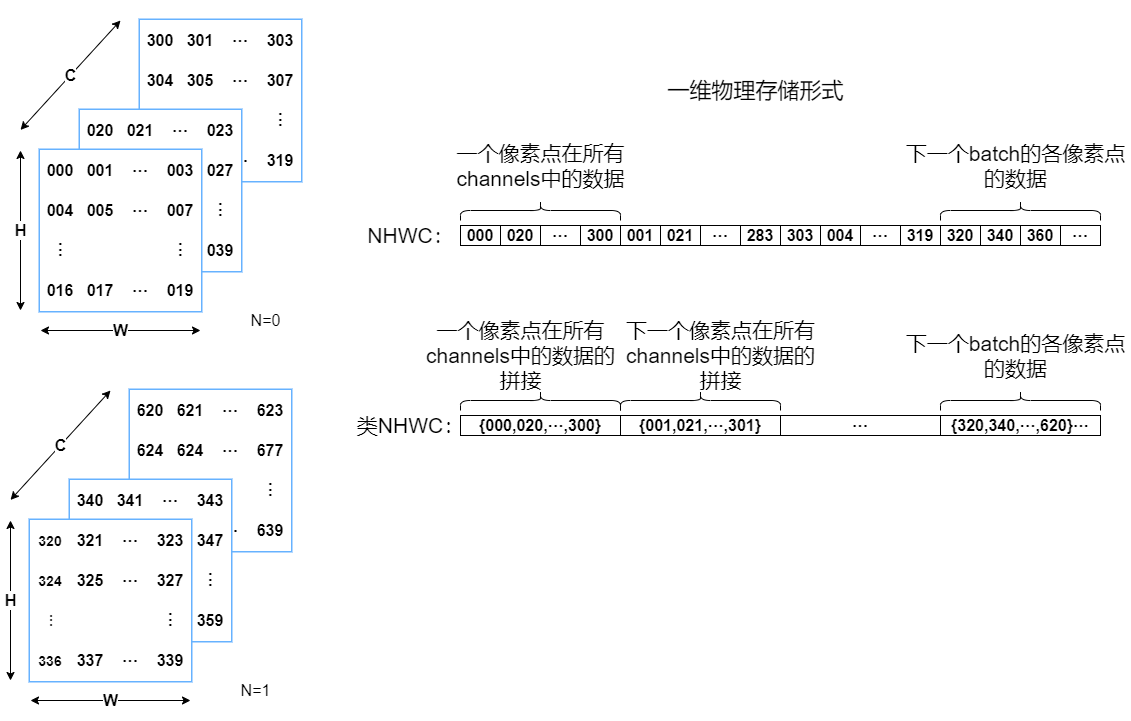 300 301 ··· 303
304 305 ··· 307
⋮
319
C
020 021 ··· 023
027
⋮
039
000 001 ··· 003
004 005 ··· 007
⋮ ⋮
016 017 ··· 019
H
W
N=0
620 621 ··· 623
624 624 ··· 677
⋮
639
C
340 341 ··· 343
347
⋮
359
320 321 ··· 323
324 325 ··· 327
⋮ ⋮
336 337 ··· 339
H
W
N=1
一维物理存储形式
一个像素点在所有
channels中的数据
下一个batch的各像素点
的数据
NHWC: 000 020 ··· 300 001 021 ··· 283 303 004 ··· 319 320 340 360 ···
一个像素点在所有
channels中的数据的
拼接
下一个像素点在所有
channels中的数据的
拼接
下一个batch的各像素点
的数据
类NHWC: {000,020,···,300} {001,021,···,301} ··· {320,340,···,620}···